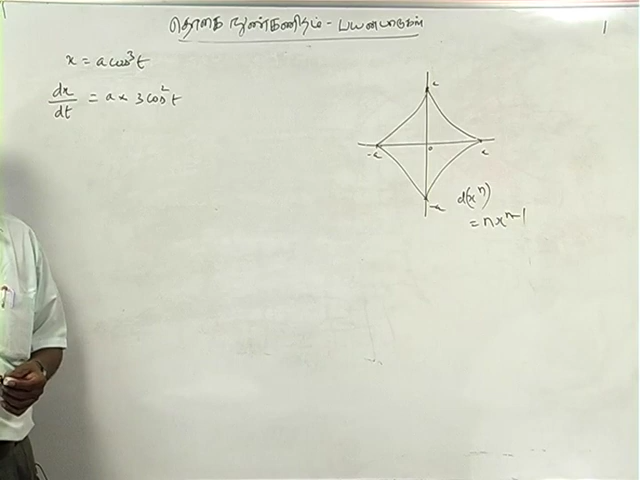 தொகை நுண்கணிதம் - பயன்பாடுகள்
1
x = a cos³t
dx/dt = a × 3 cos²t
a
-a
o
a
-a
d(xⁿ)
= nxⁿ⁻¹